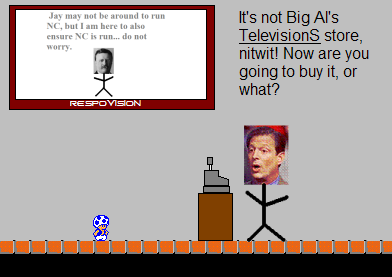 Jay may not be around to run
NC, but I am here to also
ensure NC is run... do not
worry.
RESPOVISION
It's not Big Al's
TelevisionS store,
nitwit! Now are you
going to buy it, or
what?